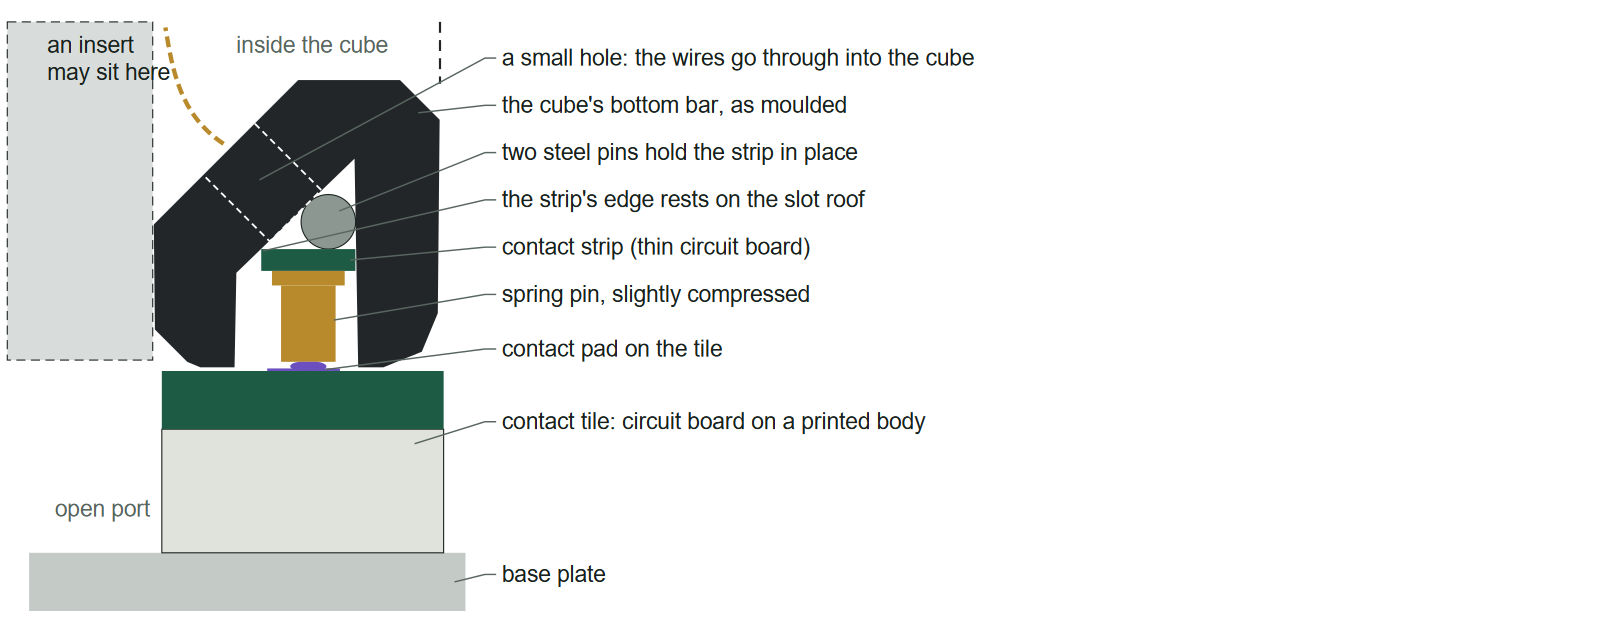 an insert
may sit here
inside the cube
a small hole: the wires go through into the cube
the cube's bottom bar, as moulded
two steel pins hold the strip in place
the strip's edge rests on the slot roof
contact strip (thin circuit board)
spring pin, slightly compressed
contact pad on the tile
contact tile: circuit board on a printed body
open port
base plate